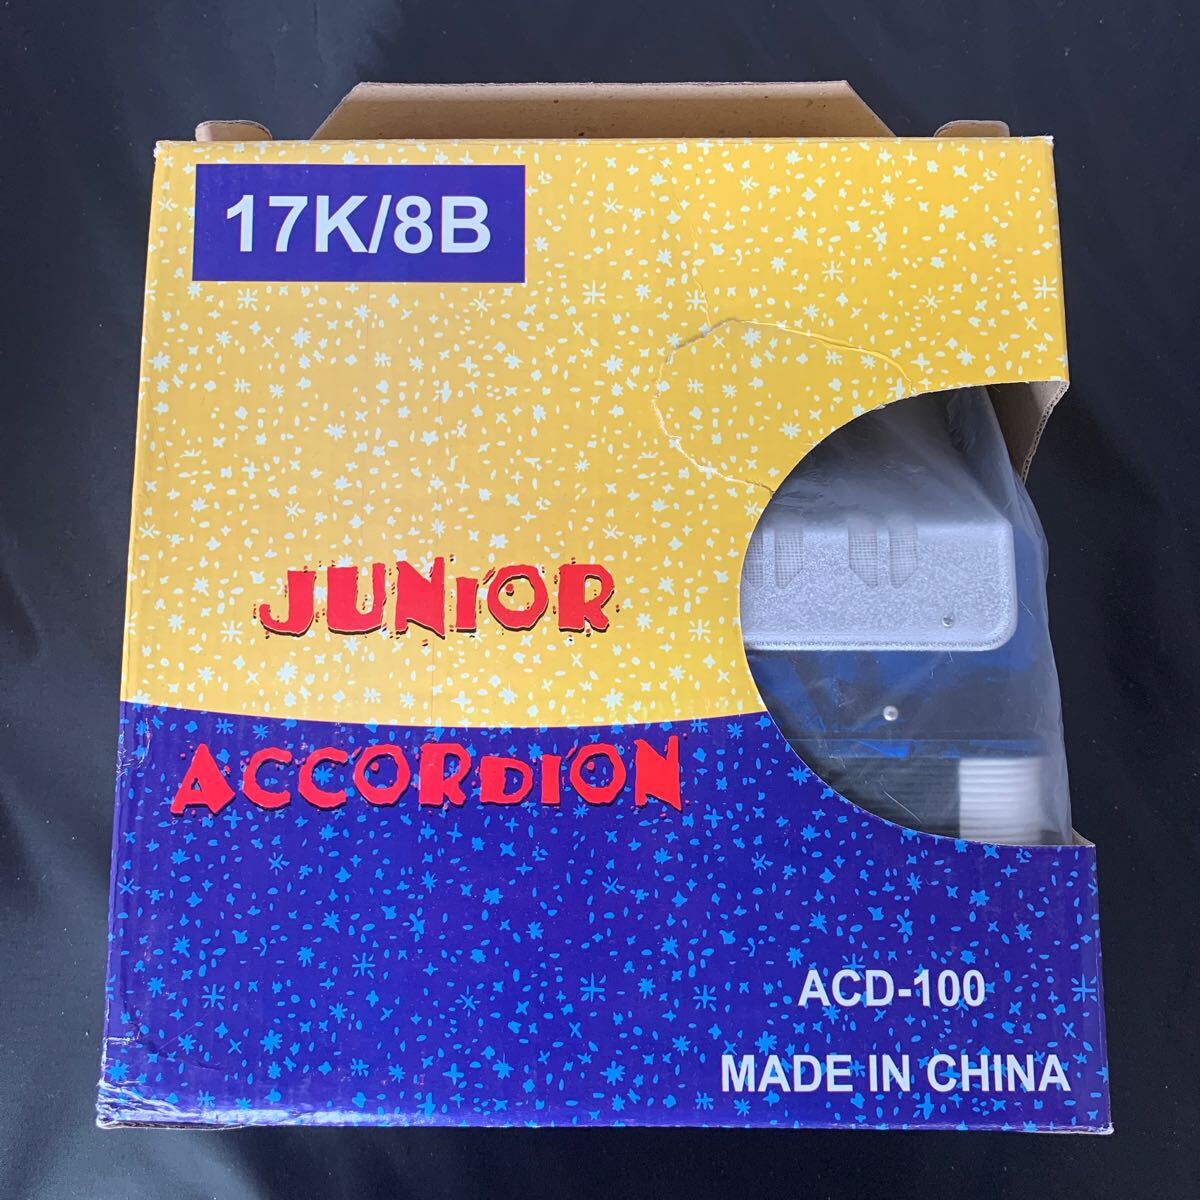 17K/8B
JUNIOR
ACCORDION
ACD-100
MADE IN CHINA